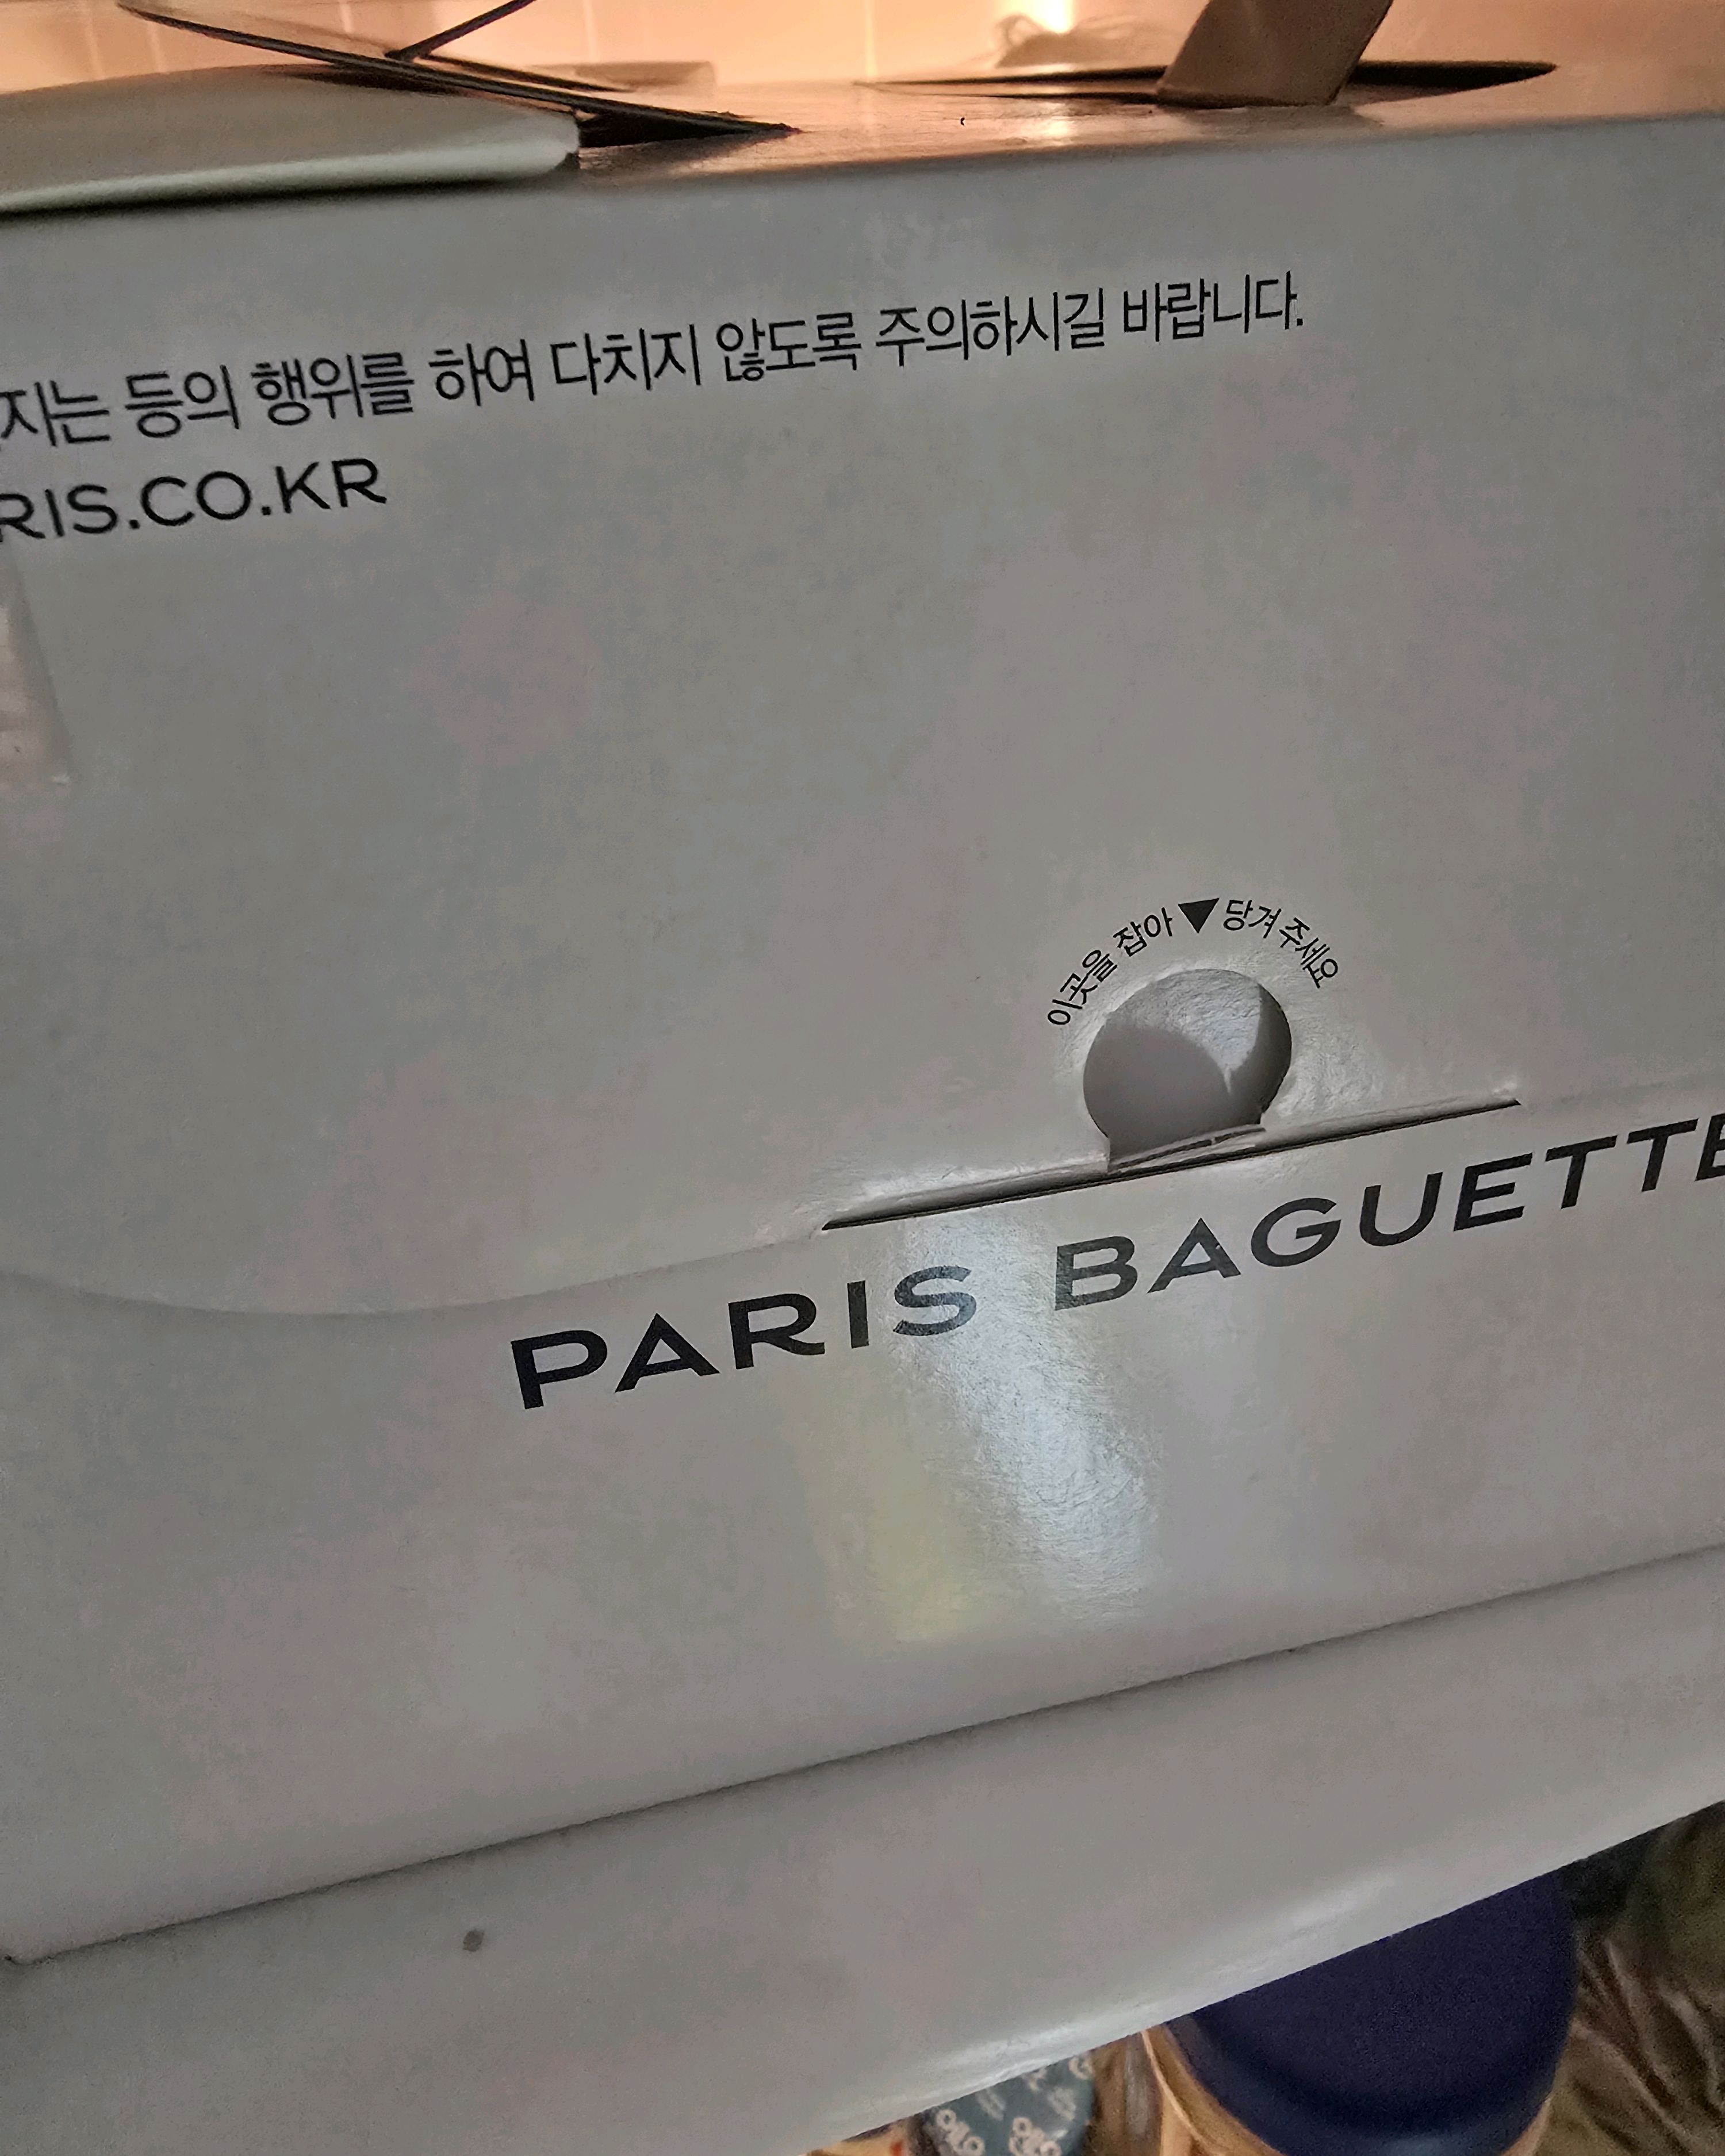 지는 등의 행위를 하여 다치지 않도록 주의하시길 바랍니다.
RIS.CO.KR
이곳을 잡아▼당겨 주세요
PARIS BAGUETTE